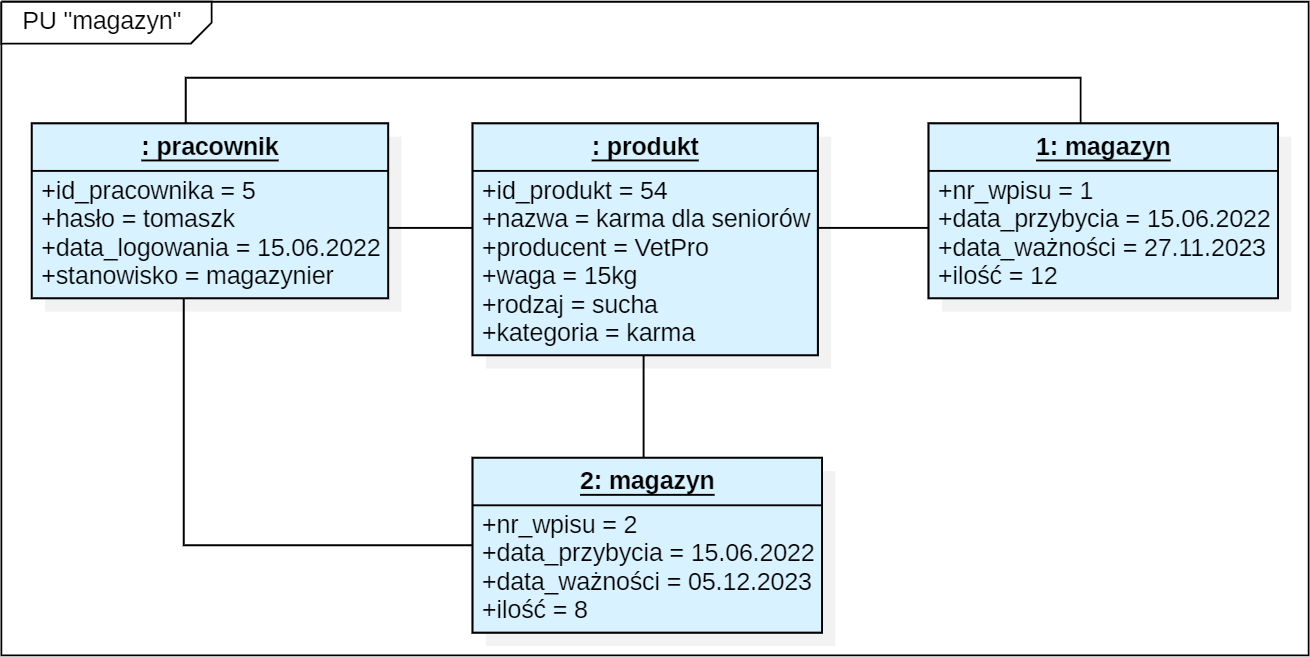 PU "magazyn"
: pracownik
+id_pracownika = 5
+hasło = tomaszk
+data_logowania = 15.06.2022
+stanowisko = magazynier
: produkt
+id_produkt = 54
+nazwa = karma dla seniorów
+producent = VetPro
+waga = 15kg
+rodzaj = sucha
+kategoria = karma
1: magazyn
+nr_wpisu = 1
+data_przybycia = 15.06.2022
+data_ważności = 27.11.2023
+ilość = 12
2: magazyn
+nr_wpisu = 2
+data_przybycia = 15.06.2022
+data_ważności = 05.12.2023
+ilość = 8